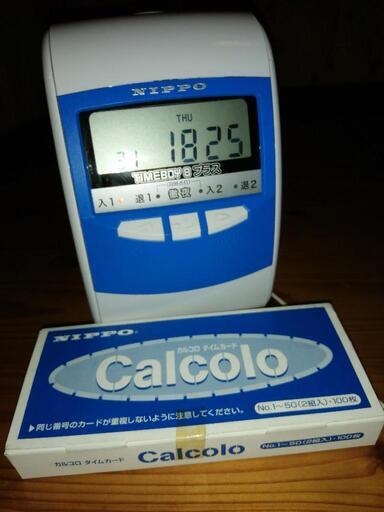 NIPPO
THU
31 18 25
TIMEBOY 8 プラス
入1 退1 徹夜 入2 退2
NIPPO
カルコロ タイムカード
Calcolo
▶同じ番号のカードが重複しないように注意してください。
No.1〜50(2組入)・100枚
カルコロ タイムカード Calcolo No.1〜50(2組入)・100枚